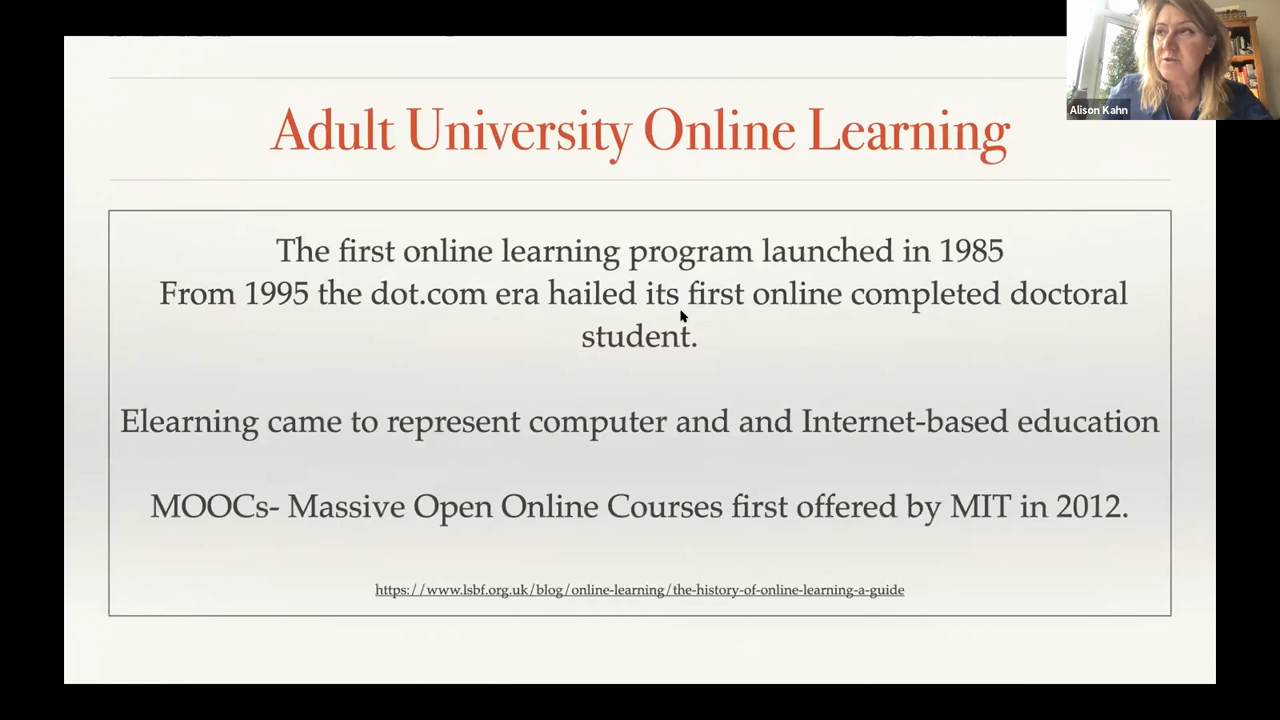 Alison Kahn
Adult University Online Learning
The first online learning program launched in 1985
From 1995 the dot.com era hailed its first online completed doctoral
student.
Elearning came to represent computer and and Internet-based education
MOOCs- Massive Open Online Courses first offered by MIT in 2012.
https://www.lsbf.org.uk/blog/online-learning/the-history-of-online-learning-a-guide